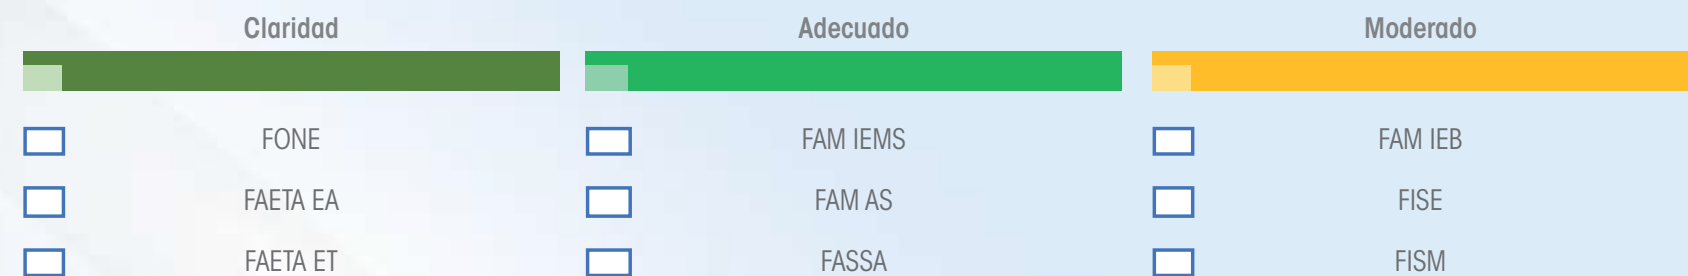 Claridad Adecuado Moderado
FONE FAM IEMS FAM IEB
FAETA EA FAM AS FISE
FAETA ET FASSA FISM